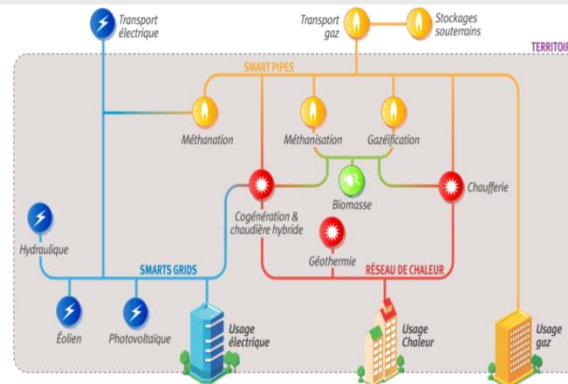 Transport
électrique
Transport
gaz
Stockages
souterrains
TERRITOIR
SMART PIPES
Méthanation
Méthanisation
Gazéification
Biomasse
Cogénération &
chaudière hybride
Chaufferie
Hydraulique
Géothermie
SMARTS GRIDS
RÉSEAU DE CHALEUR
Éolien
Photovoltaïque
Usage
électrique
Usage
Chaleur
Usage
gaz